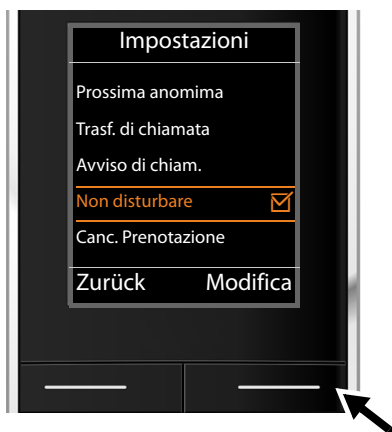 Impostazioni
Prossima anomima
Trasf. di chiamata
Avviso di chiam.
Non disturbare
Canc. Prenotazione
Zurück Modifica